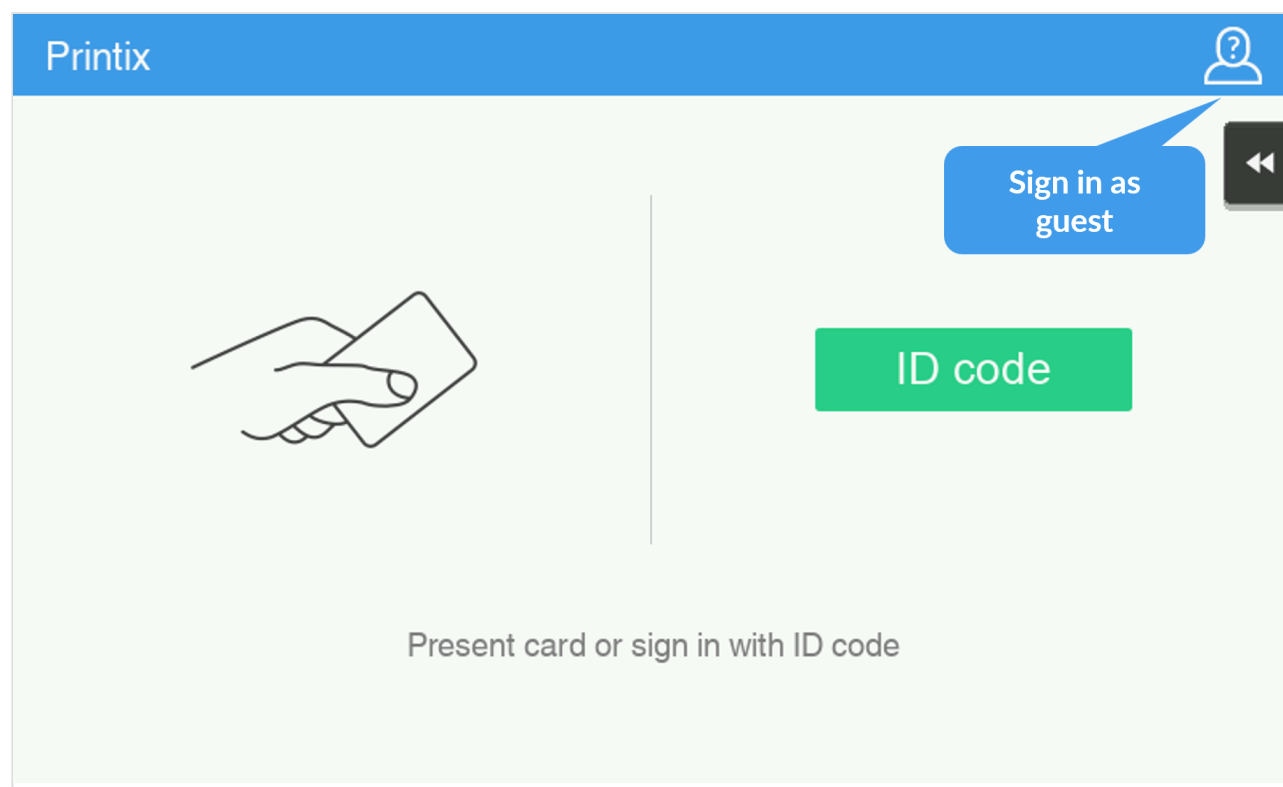 Printix
?
Sign in as
guest
ID code
Present card or sign in with ID code